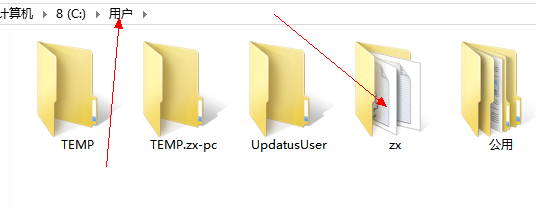 计算机 ▸ 8 (C:) ▸ 用户 ▸
TEMP TEMP.zx-pc UpdatusUser zx 公用